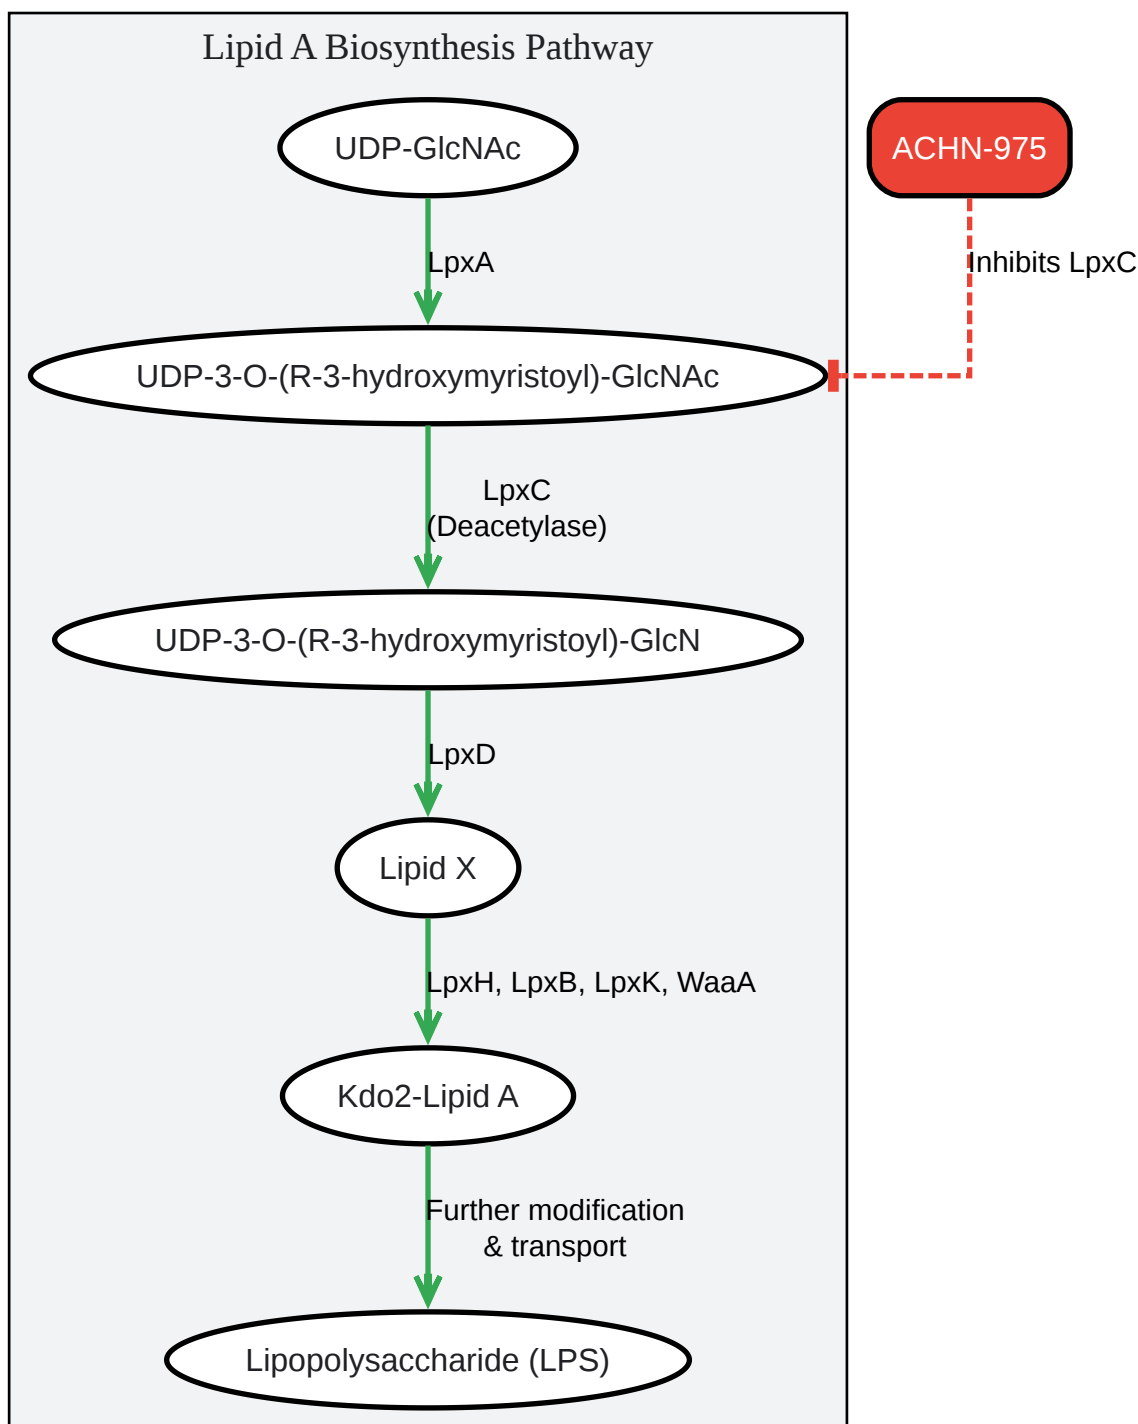 Lipid A Biosynthesis Pathway
UDP-GlcNAc
ACHN-975
LpxA
Inhibits LpxC
UDP-3-O-(R-3-hydroxymyristoyl)-GlcNAc
LpxC
(Deacetylase)
UDP-3-O-(R-3-hydroxymyristoyl)-GlcN
LpxD
Lipid X
LpxH, LpxB, LpxK, WaaA
Kdo2-Lipid A
Further modification
& transport
Lipopolysaccharide (LPS)